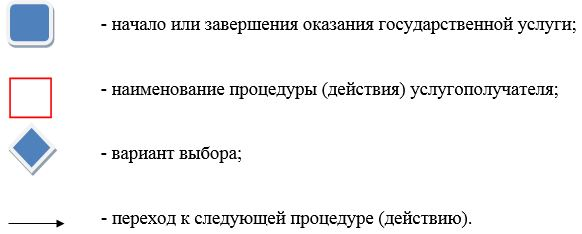 - начало или завершения оказания государственной услуги;
- наименование процедуры (действия) услугополучателя;
- вариант выбора;
- переход к следующей процедуре (действию).